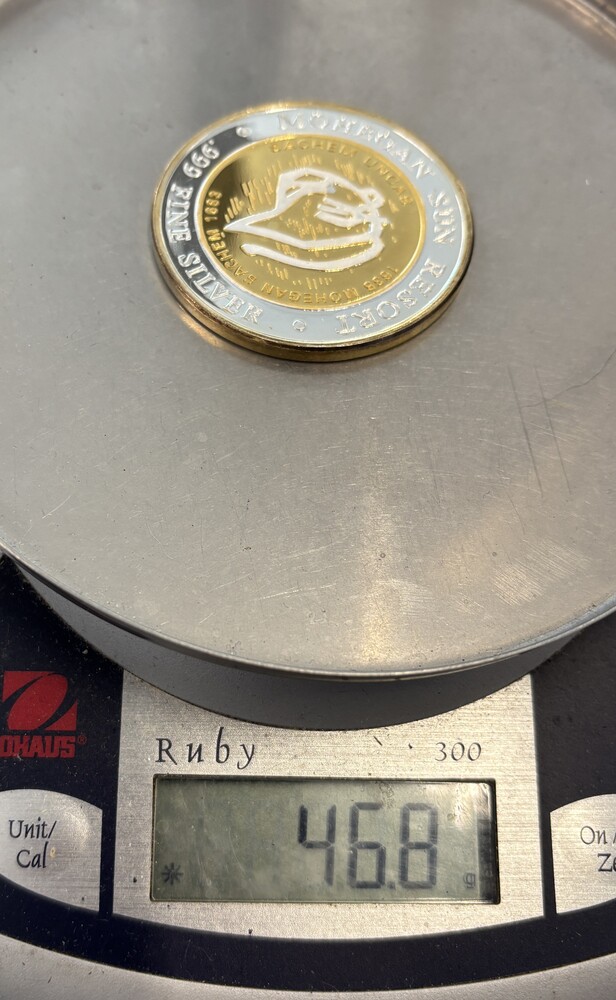 MOHEGAN SUN RESORT
.999 FINE SILVER
SACHEM UNCAS
1636 MOHEGAN SACHEM 1683
OHAUS®
Ruby 300
Unit/
Cal
46.8
g
On